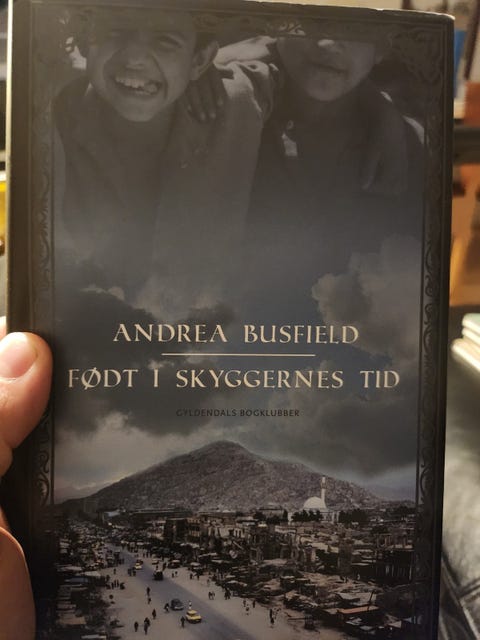 ANDREA BUSFIELD
FØDT I SKYGGERNES TID
GYLDENDALS BOGKLUBBER